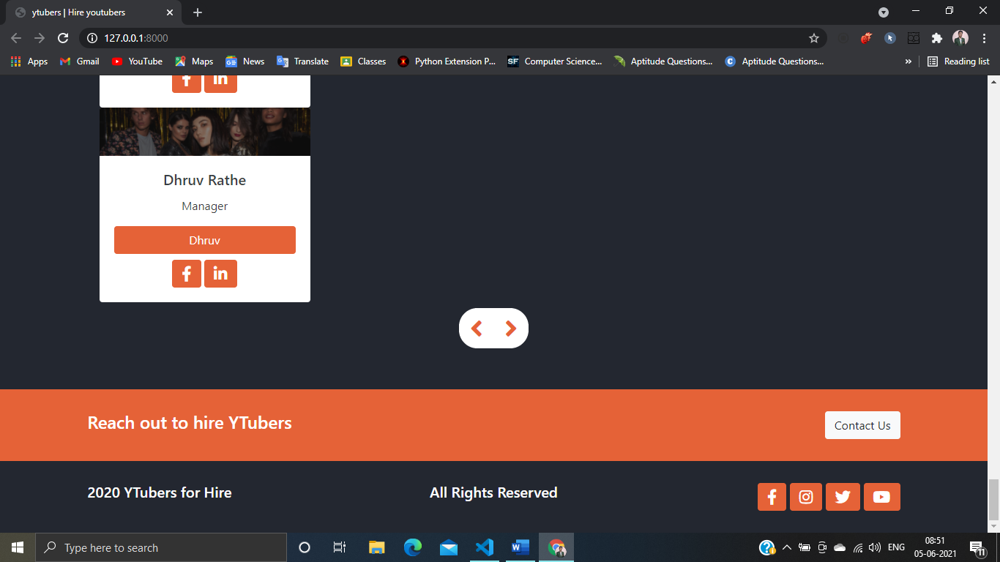 ytubers | Hire youtubers
127.0.0.1:8000
Apps Gmail YouTube Maps News Translate Classes Python Extension P... Computer Science... Aptitude Questions... Aptitude Questions... » Reading list
Dhruv Rathe
Manager
Dhruv
Reach out to hire YTubers
Contact Us
2020 YTubers for Hire
All Rights Reserved
Type here to search
ENG
08:51
05-06-2021
11